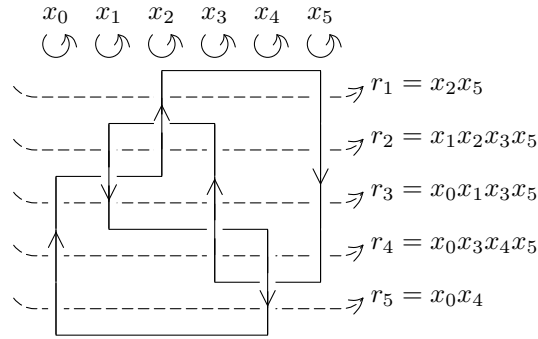 x₀ x₁ x₂ x₃ x₄ x₅
r₁ = x₂x₅
r₂ = x₁x₂x₃x₅
r₃ = x₀x₁x₃x₅
r₄ = x₀x₃x₄x₅
r₅ = x₀x₄